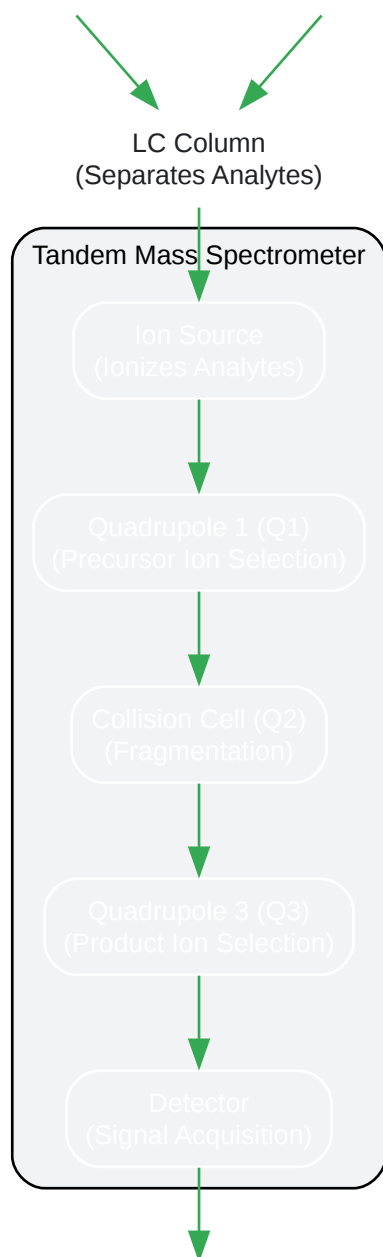 LC Column
(Separates Analytes)
Tandem Mass Spectrometer
Ion Source
(Ionizes Analytes)
Quadrupole 1 (Q1)
(Precursor Ion Selection)
Collision Cell (Q2)
(Fragmentation)
Quadrupole 3 (Q3)
(Product Ion Selection)
Detector
(Signal Acquisition)